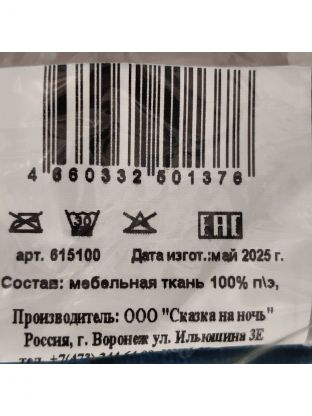 4 660332 501376
30 EAC
арт. 615100 Дата изгот.:май 2025 г.
Состав: мебельная ткань 100% п\э,
Производитель: ООО "Сказка на ночь"
Россия, г. Воронеж ул. Ильюшина 3Е